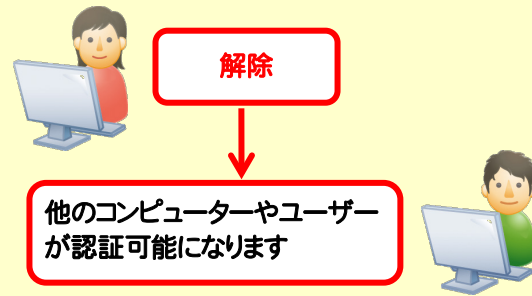 解除
他のコンピューターやユーザー
が認証可能になります